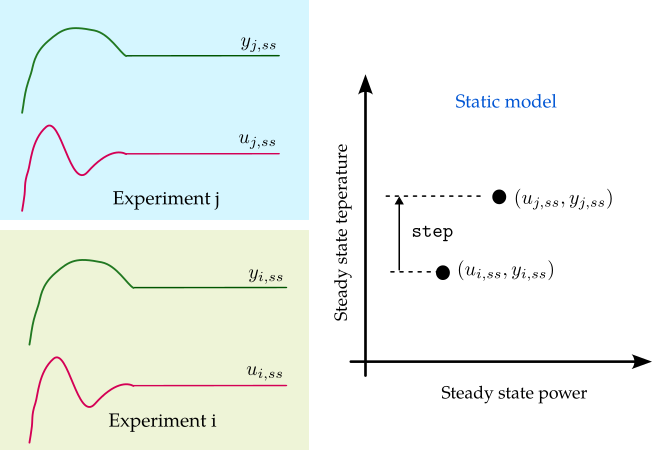 y_{j,ss}
u_{j,ss}
Experiment j
y_{i,ss}
u_{i,ss}
Experiment i
Static model
Steady state teperature
(u_{j,ss}, y_{j,ss})
step
(u_{i,ss}, y_{i,ss})
Steady state power